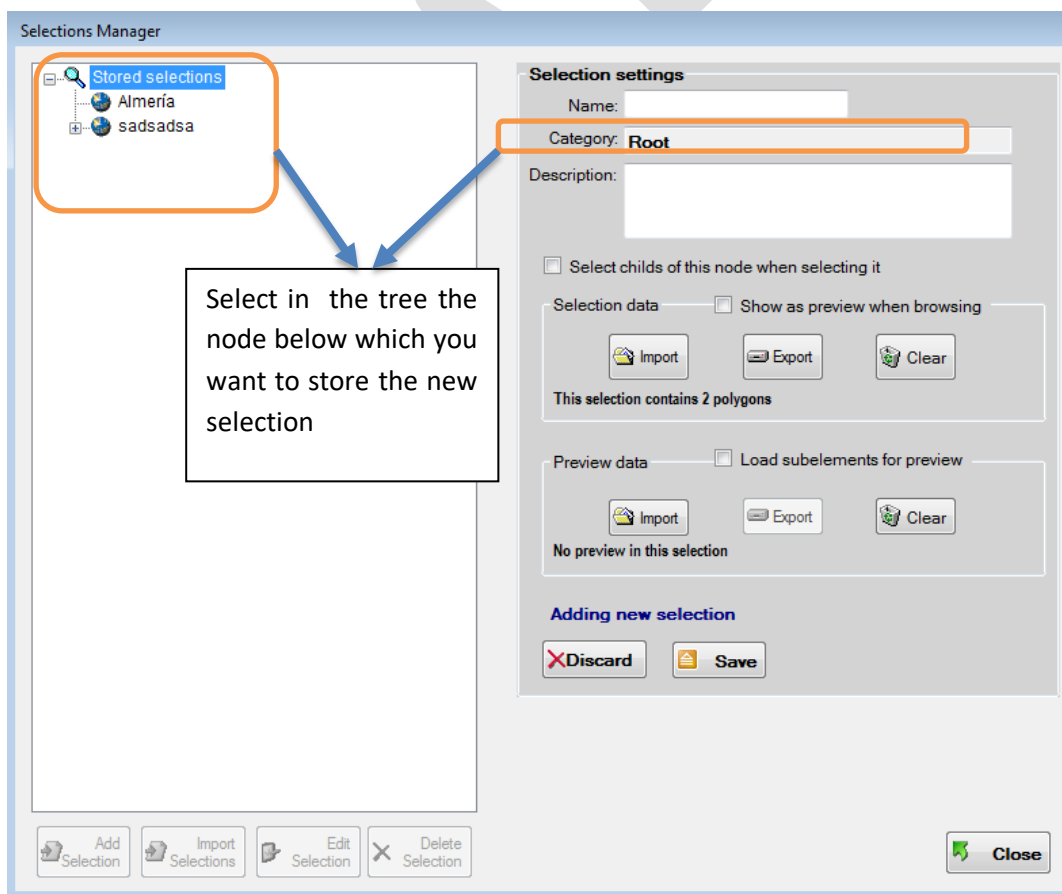 Selections Manager
Stored selections
Almería
sadsadsa
Select in the tree the
node below which you
want to store the new
selection
Selection settings
Name:
Category: Root
Description:
Select childs of this node when selecting it
Selection data Show as preview when browsing
Import Export Clear
This selection contains 2 polygons
Preview data Load subelements for preview
Import Export Clear
No preview in this selection
Adding new selection
Discard Save
Add Selection
Import Selections
Edit Selection
Delete Selection
Close